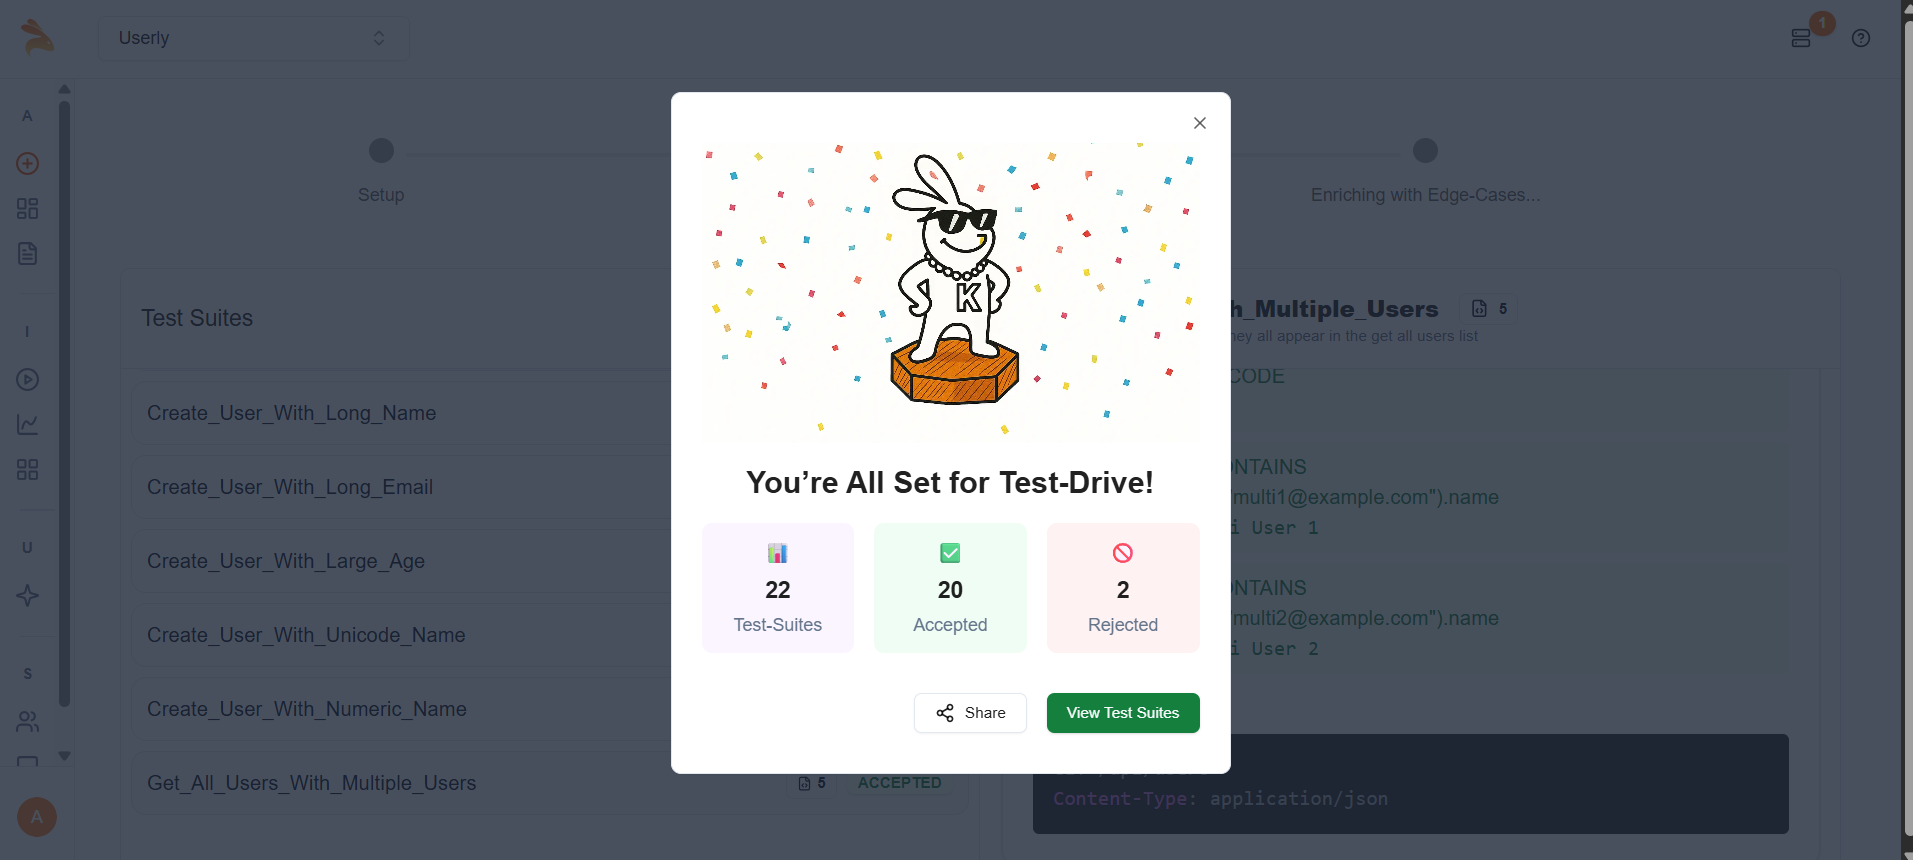 Userly
1
A
Setup
Enriching with Edge-Cases...
I
U
S
A
Test Suites
Create_User_With_Long_Name
Create_User_With_Long_Email
Create_User_With_Large_Age
Create_User_With_Unicode_Name
Create_User_With_Numeric_Name
Get_All_Users_With_Multiple_Users
5
ACCEPTED
K
You’re All Set for Test-Drive!
22
Test-Suites
20
Accepted
2
Rejected
Share
View Test Suites
h_Multiple_Users
5
hey all appear in the get all users list
CODE
ONTAINS
"multi1@example.com").name
i User 1
ONTAINS
"multi2@example.com").name
i User 2
Content-Type: application/json